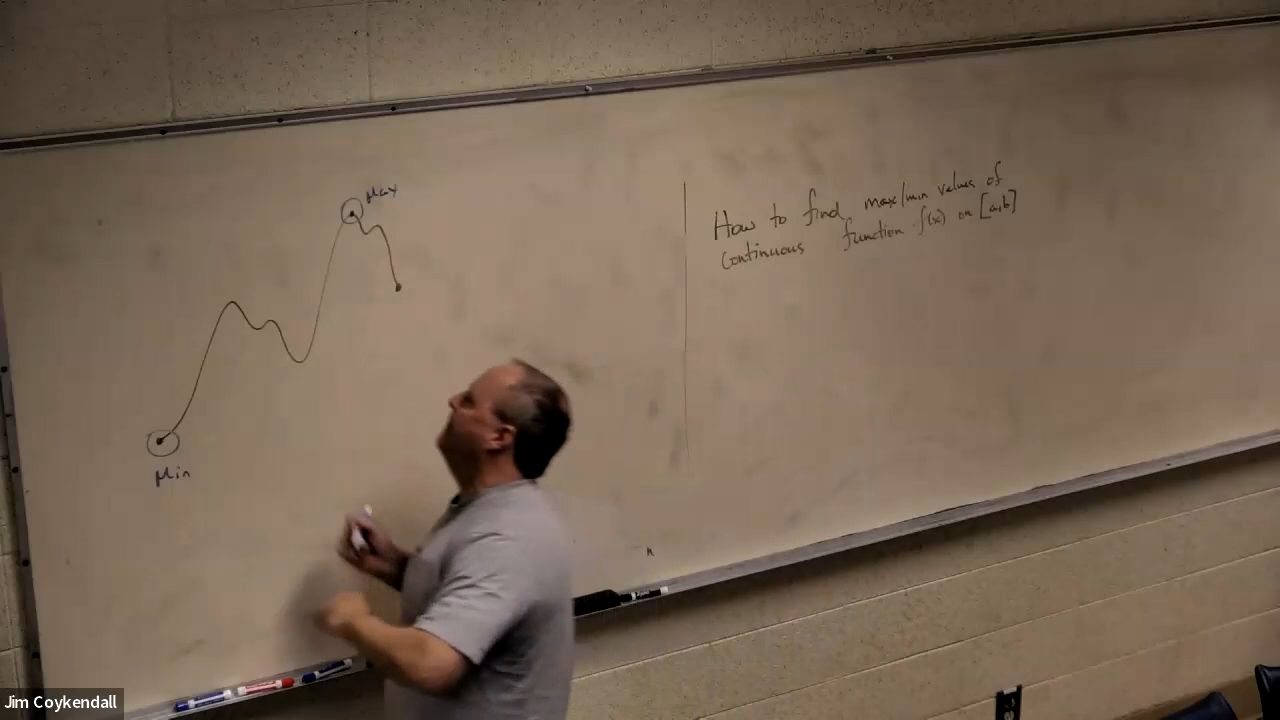 Max
Min
How to find max/min values of
continuous function f(x) on [a,b]
Jim Coykendall